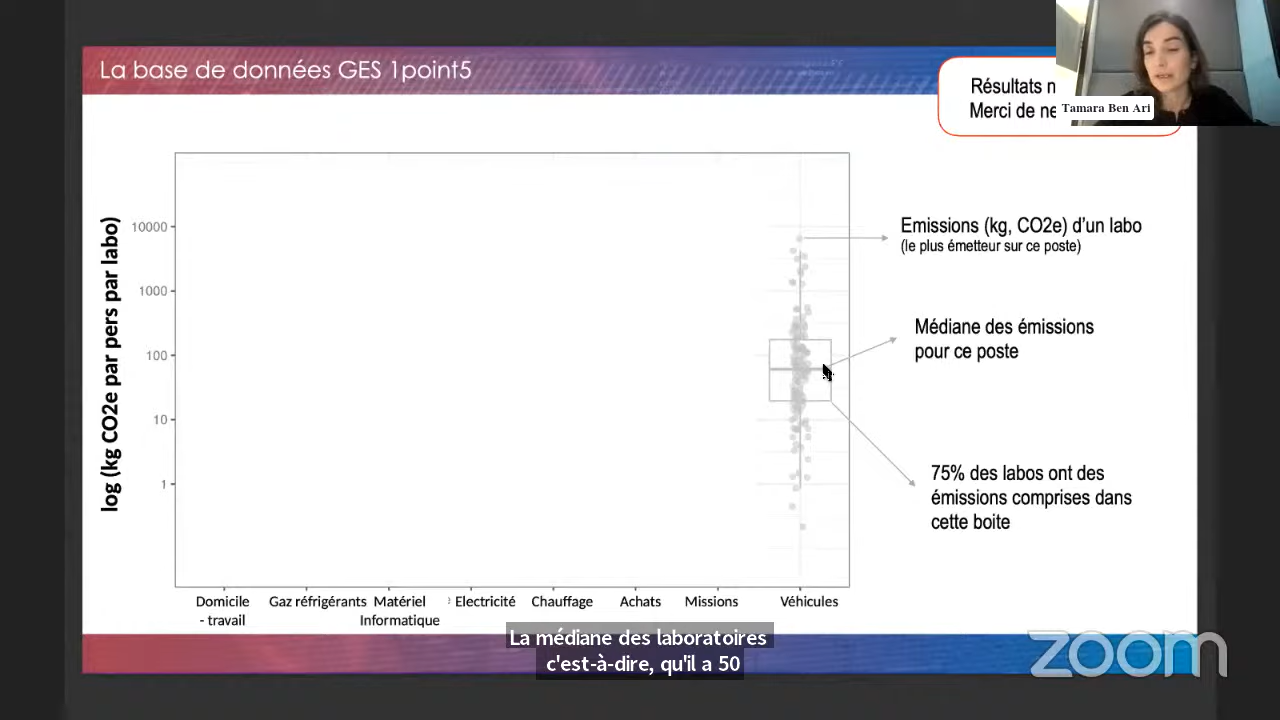 La base de données GES 1point5
Résultats n
Merci de ne
Tamara Ben Ari
log (kg CO2e par pers par labo)
10000
1000
100
10
1
Emissions (kg, CO2e) d'un labo
(le plus émetteur sur ce poste)
Médiane des émissions
pour ce poste
75% des labos ont des
émissions comprises dans
cette boite
Domicile
- travail
Gaz réfrigérants
Matériel
Informatique
Electricité
Chauffage
Achats
Missions
Véhicules
La médiane des laboratoires
c'est-à-dire, qu'il a 50
zoom